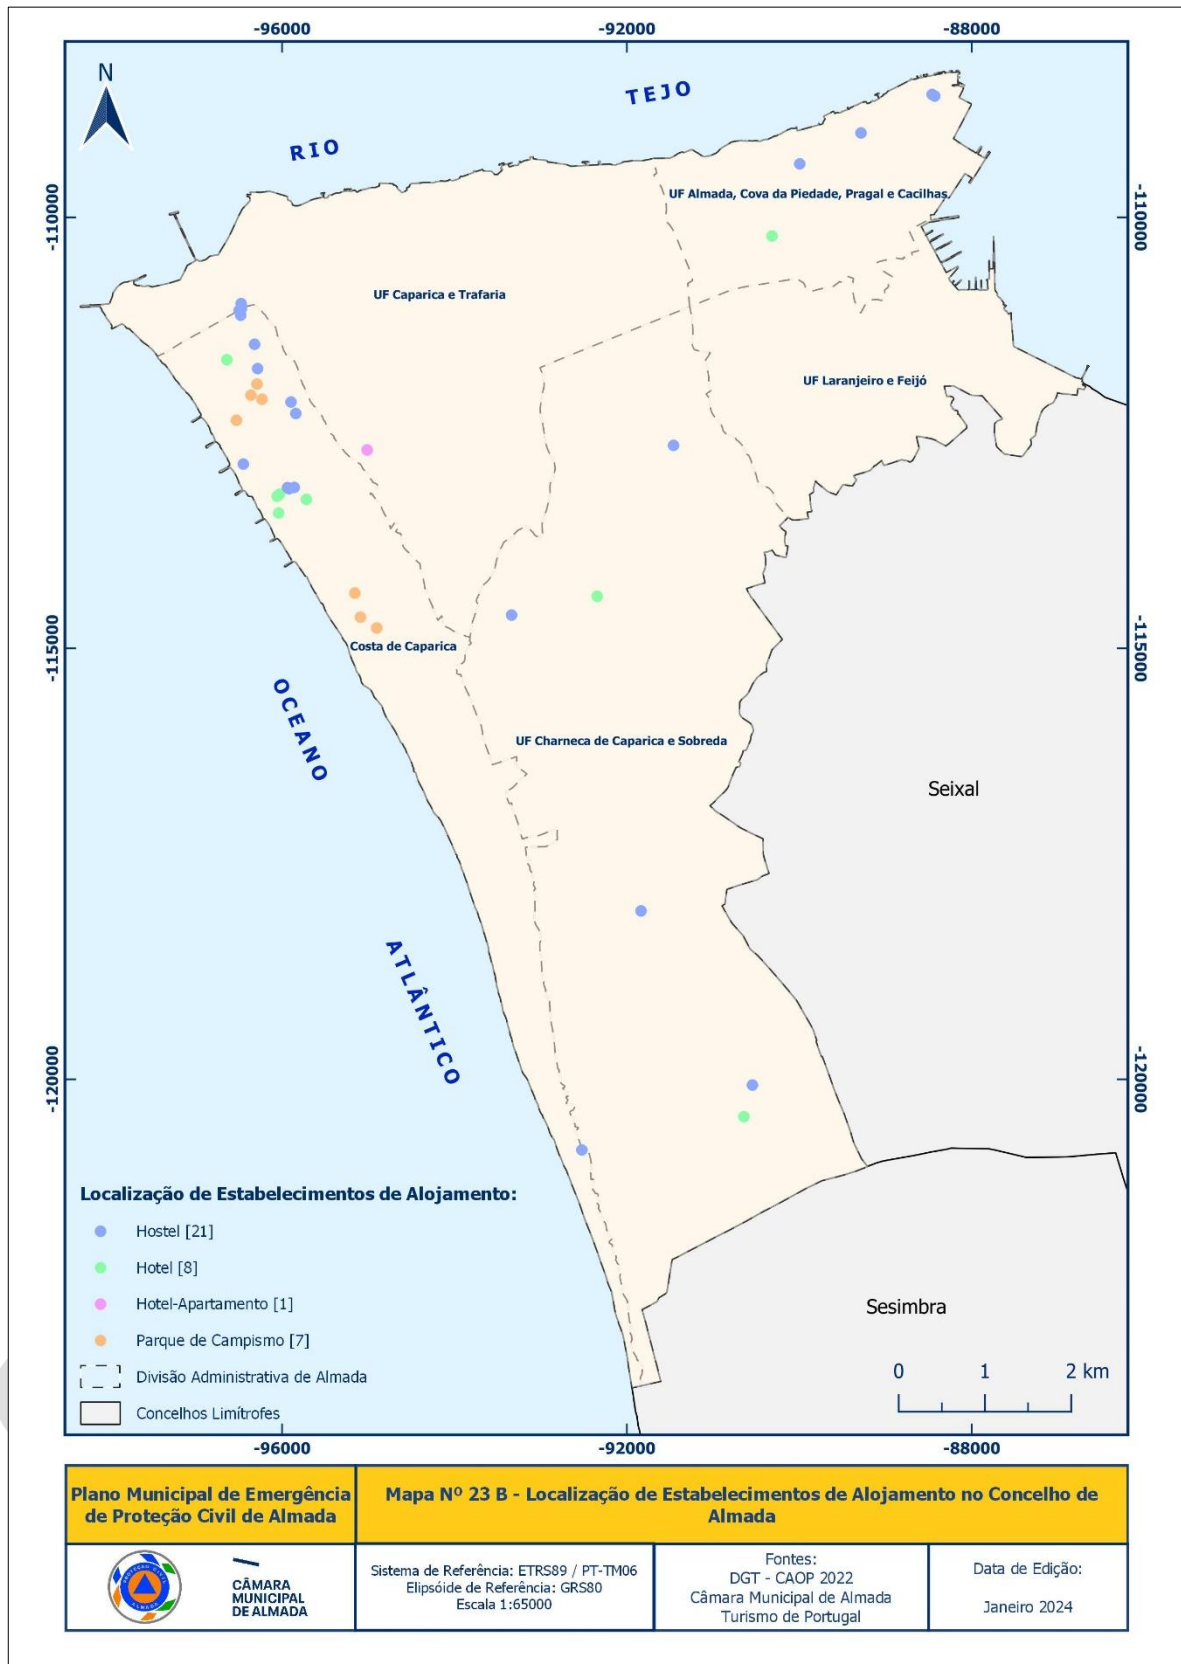 -96000
-92000
-88000
N
RIO
TEJO
-110000
-110000
UF Almada, Cova da Piedade, Pragal e Cacilhas
UF Caparica e Trafaria
UF Laranjeiro e Feijó
-115000
-115000
Costa de Caparica
OCEANO
UF Charneca de Caparica e Sobreda
Seixal
ATLÂNTICO
-120000
-120000
Localização de Estabelecimentos de Alojamento:
Hostel [21]
Hotel [8]
Hotel-Apartamento [1]
Parque de Campismo [7]
Divisão Administrativa de Almada
Concelhos Limítrofes
Sesimbra
0 1 2 km
-96000
-92000
-88000
Plano Municipal de Emergência
de Proteção Civil de Almada
Mapa Nº 23 B - Localização de Estabelecimentos de Alojamento no Concelho de
Almada
PROTEÇÃO CIVIL
ALMADA
CÂMARA
MUNICIPAL
DE ALMADA
Sistema de Referência: ETRS89 / PT-TM06
Elipsóide de Referência: GRS80
Escala 1:65000
Fontes:
DGT - CAOP 2022
Câmara Municipal de Almada
Turismo de Portugal
Data de Edição:
Janeiro 2024